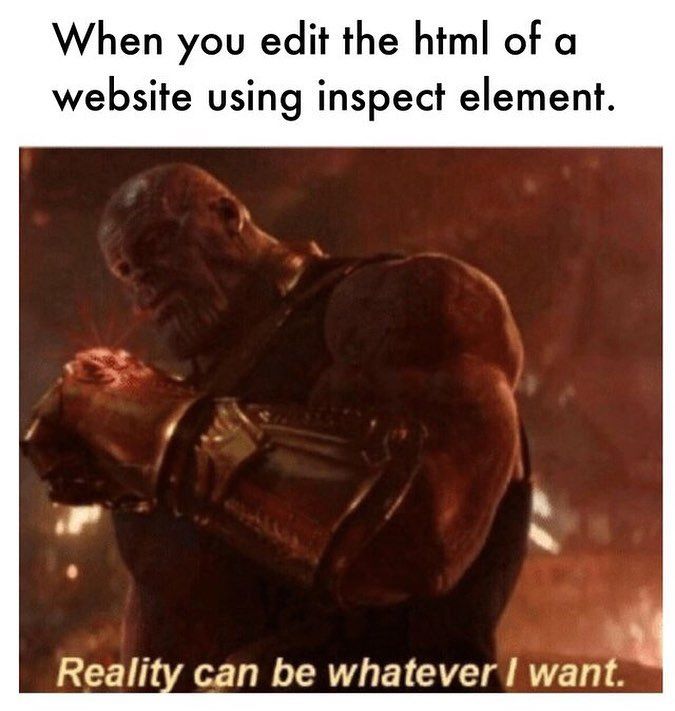 When you edit the html of a
website using inspect element.
Reality can be whatever I want.